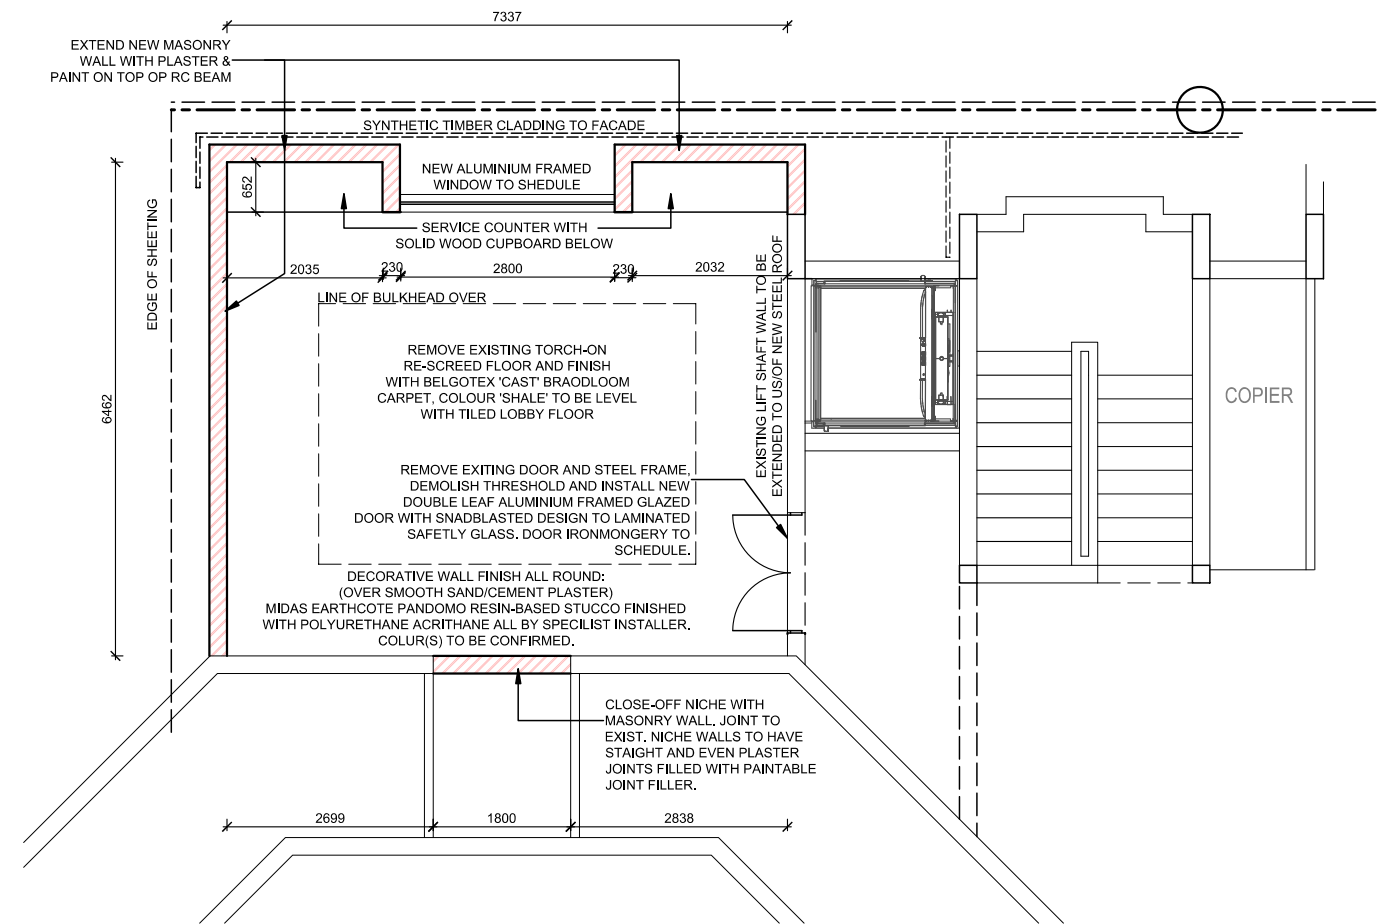 7337
EXTEND NEW MASONRY
WALL WITH PLASTER &
PAINT ON TOP OP RC BEAM
SYNTHETIC TIMBER CLADDING TO FACADE
NEW ALUMINIUM FRAMED
WINDOW TO SHEDULE
652
SERVICE COUNTER WITH
SOLID WOOD CUPBOARD BELOW
EDGE OF SHEETING
2035
230
2800
230
2032
LINE OF BULKHEAD OVER
EXISTING LIFT SHAFT WALL TO BE
EXTENDED TO US/OF NEW STEEL ROOF
REMOVE EXISTING TORCH-ON
RE-SCREED FLOOR AND FINISH
WITH BELGOTEX 'CAST' BRAODLOOM
CARPET, COLOUR 'SHALE' TO BE LEVEL
WITH TILED LOBBY FLOOR
6462
COPIER
REMOVE EXITING DOOR AND STEEL FRAME,
DEMOLISH THRESHOLD AND INSTALL NEW
DOUBLE LEAF ALUMINIUM FRAMED GLAZED
DOOR WITH SNADBLASTED DESIGN TO LAMINATED
SAFETLY GLASS. DOOR IRONMONGERY TO
SCHEDULE.
DECORATIVE WALL FINISH ALL ROUND:
(OVER SMOOTH SAND/CEMENT PLASTER)
MIDAS EARTHCOTE PANDOMO RESIN-BASED STUCCO FINISHED
WITH POLYURETHANE ACRITHANE ALL BY SPECILIST INSTALLER.
COLUR(S) TO BE CONFIRMED.
CLOSE-OFF NICHE WITH
MASONRY WALL. JOINT TO
EXIST. NICHE WALLS TO HAVE
STAIGHT AND EVEN PLASTER
JOINTS FILLED WITH PAINTABLE
JOINT FILLER.
2699
1800
2838